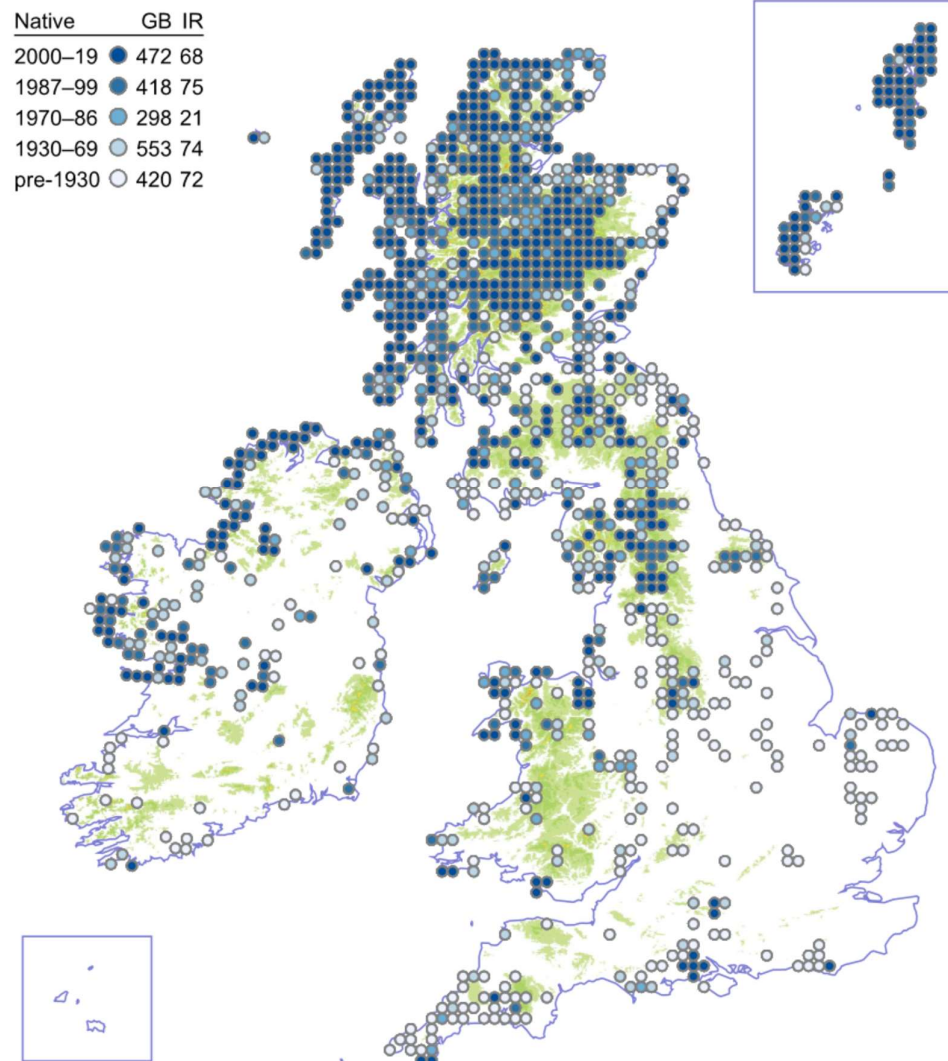 Native GB IR
2000–19 472 68
1987–99 418 75
1970–86 298 21
1930–69 553 74
pre-1930 420 72